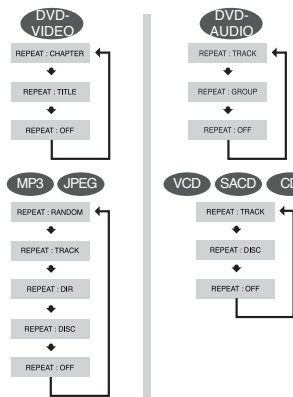 DVD-
VIDEO
REPEAT : CHAPTER
REPEAT : TITLE
REPEAT : OFF
DVD-
AUDIO
REPEAT : TRACK
REPEAT : GROUP
REPEAT : OFF
MP3 JPEG
REPEAT : RANDOM
REPEAT : TRACK
REPEAT : DIR
REPEAT : DISC
REPEAT : OFF
VCD SACD CD
REPEAT : TRACK
REPEAT : DISC
REPEAT : OFF